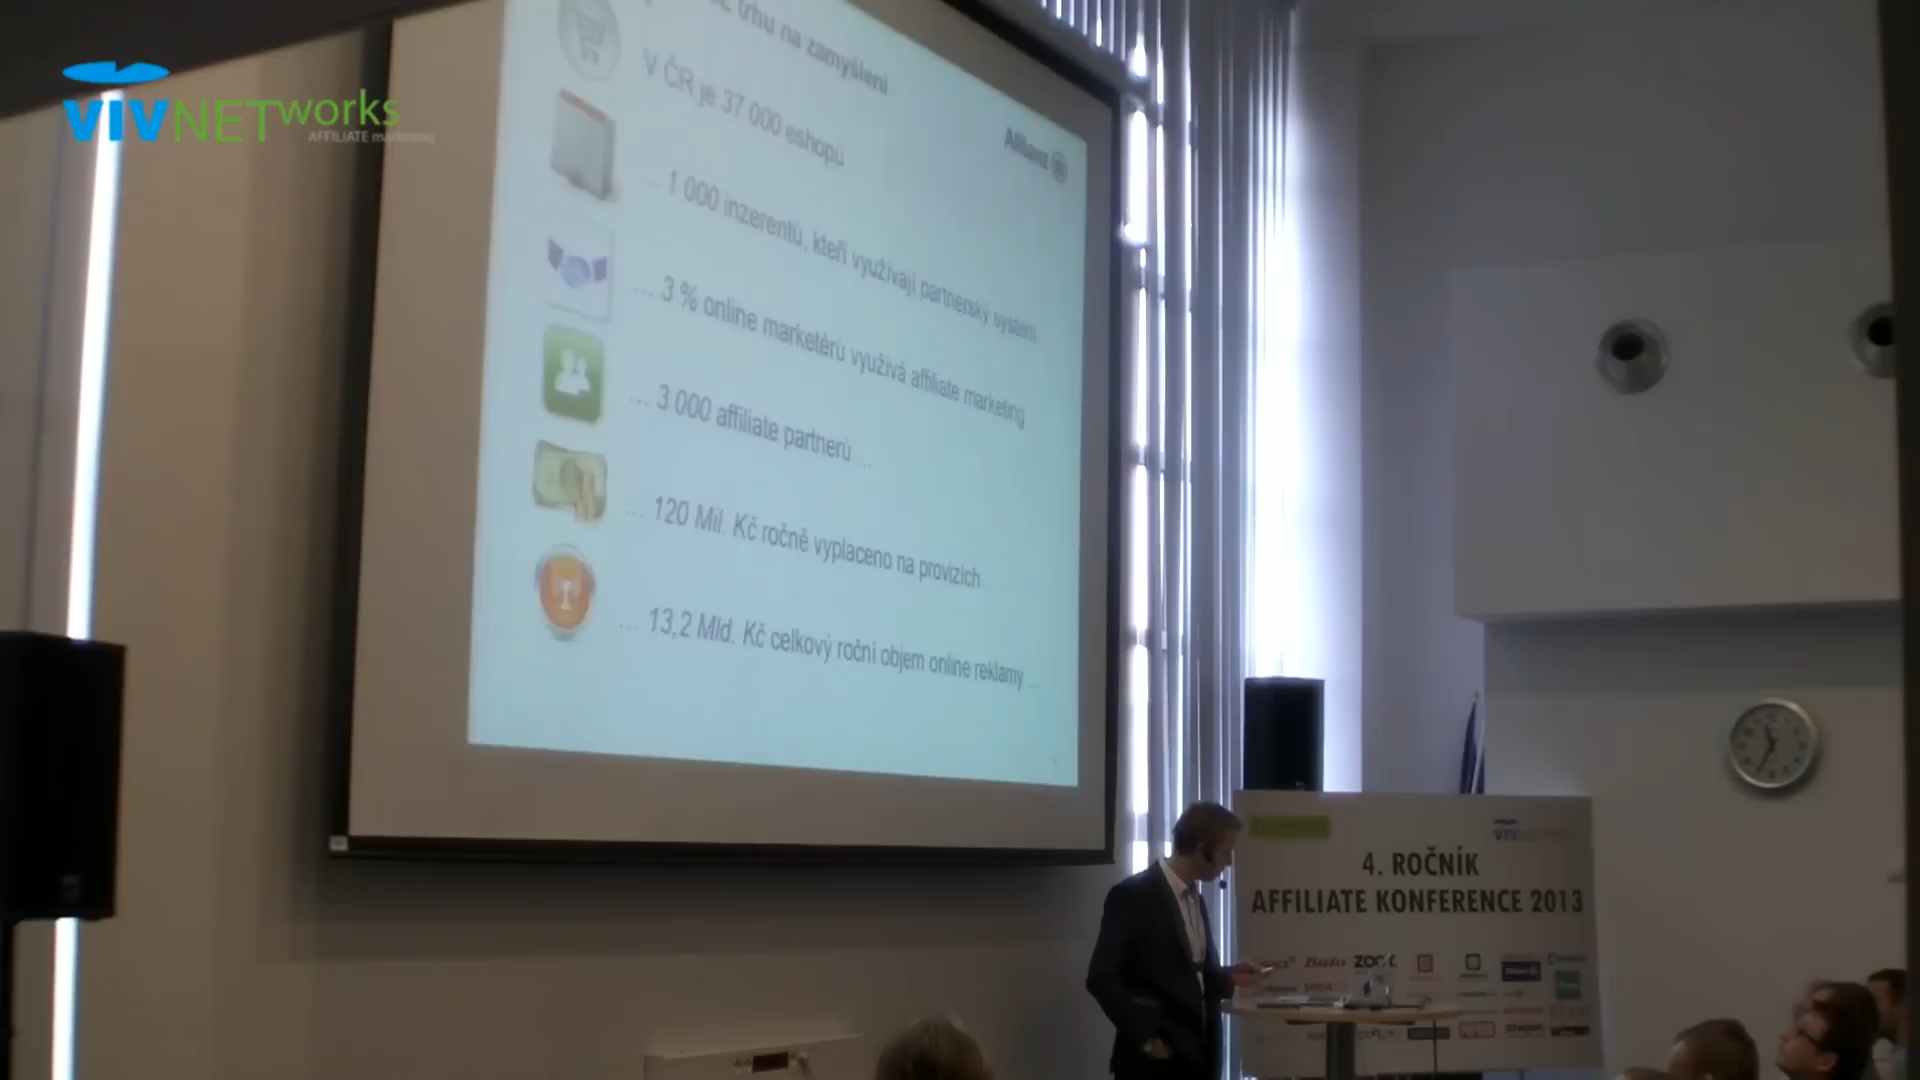 VIVNETworks
AFFILIATE marketing
trhu na zamyšlení
V ČR je 37 000 eshopů
Allianz
... 1 000 inzerentů, kteří využívají partnerský systém
... 3 % online marketérů využívá affiliate marketing
... 3 000 affiliate partnerů ...
... 120 Mil. Kč ročně vyplaceno na provizích
... 13,2 Mld. Kč celkový roční objem online reklamy ...
4. ROČNÍK
AFFILIATE KONFERENCE 2013
Baťa ZOOT